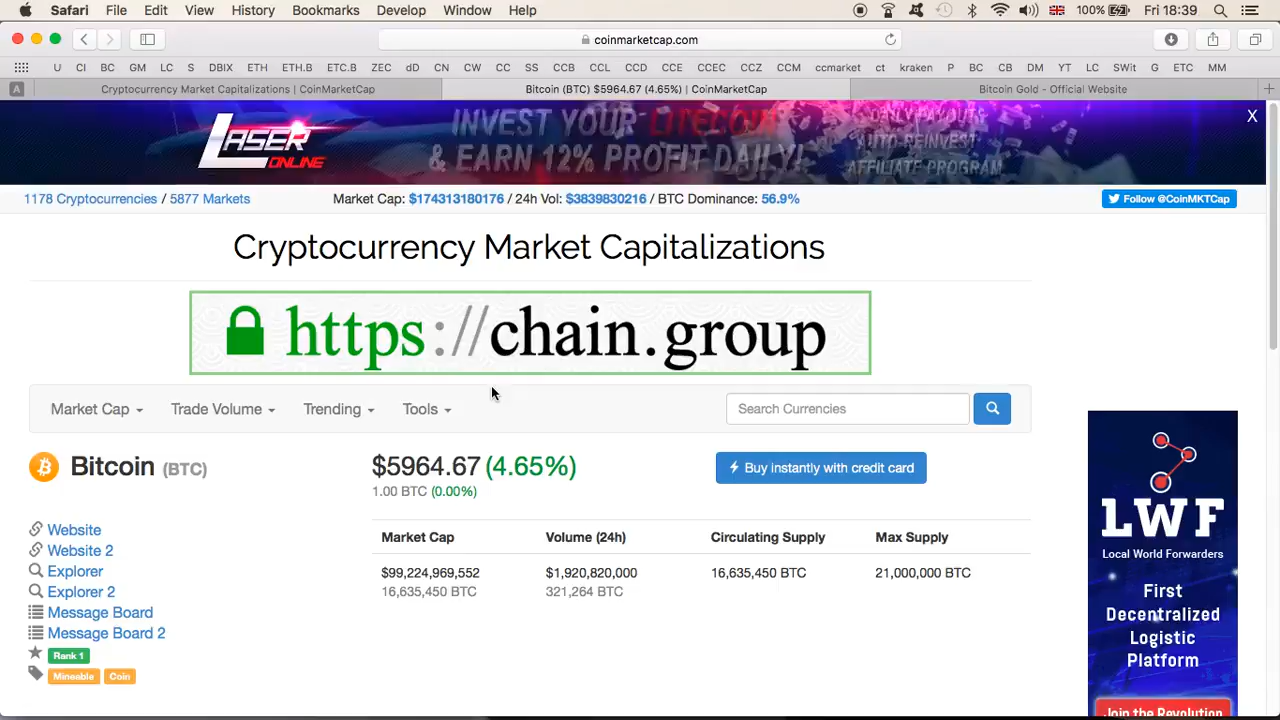 Safari File Edit View History Bookmarks Develop Window Help 100% Fri 18:39
coinmarketcap.com
U CI BC GM LC S DBIX ETH ETH.B ETC.B ZEC dD CN CW CC SS CCB CCL CCD CCE CCEC CCZ CCM ccmarket ct kraken P BC CB DM YT LC SWit G ETC MM
A Cryptocurrency Market Capitalizations | CoinMarketCap Bitcoin (BTC) $5964.67 (4.65%) | CoinMarketCap Bitcoin Gold - Official Website
LASER ONLINE
INVEST YOUR LITECOIN
& EARN 12% PROFIT DAILY!
DAILY PAYOUTS
AUTO-REINVEST
AFFILIATE PROGRAM
X
1178 Cryptocurrencies / 5877 Markets Market Cap: $174313180176 / 24h Vol: $3839830216 / BTC Dominance: 56.9% Follow @CoinMKTCap
Cryptocurrency Market Capitalizations
https://chain.group
Market Cap Trade Volume Trending Tools Search Currencies
Bitcoin (BTC) $5964.67 (4.65%) Buy instantly with credit card
1.00 BTC (0.00%)
Website
Website 2
Explorer
Explorer 2
Message Board
Message Board 2
Rank 1
Mineable Coin
Market Cap Volume (24h) Circulating Supply Max Supply
$99,224,969,552 $1,920,820,000 16,635,450 BTC 21,000,000 BTC
16,635,450 BTC 321,264 BTC
LWF
Local World Forwarders
First
Decentralized
Logistic
Platform
Join the Revolution